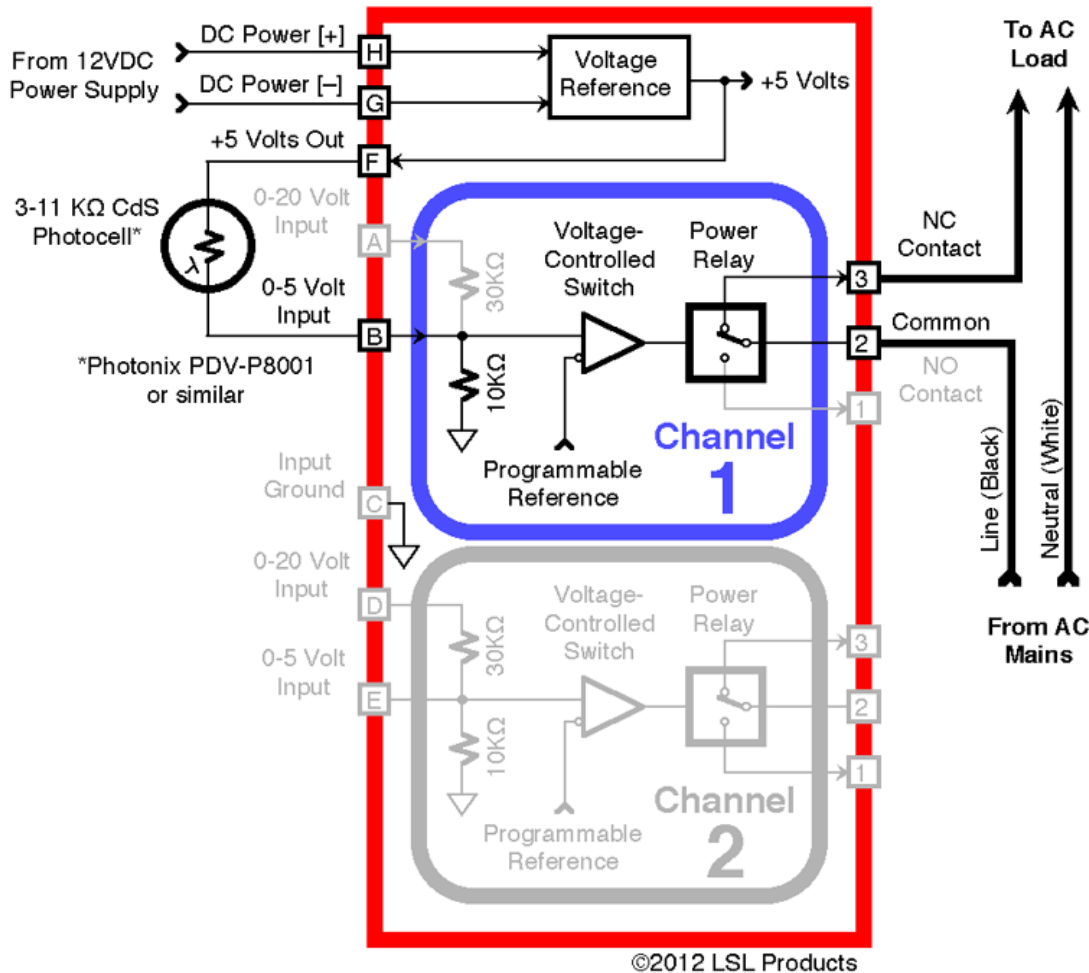 DC Power [+]
H
From 12VDC
Power Supply
DC Power [–]
G
Voltage
Reference
+5 Volts
To AC
Load
+5 Volts Out
F
3-11 KΩ CdS
Photocell*
λ
0-20 Volt
Input
A
30KΩ
0-5 Volt
Input
B
10KΩ
*Photonix PDV-P8001
or similar
Voltage-
Controlled
Switch
Power
Relay
Programmable
Reference
Channel
1
NC
Contact
3
Common
2
NO
Contact
1
Line (Black)
Neutral (White)
From AC
Mains
Input
Ground
C
0-20 Volt
Input
D
30KΩ
0-5 Volt
Input
E
10KΩ
Voltage-
Controlled
Switch
Power
Relay
Programmable
Reference
Channel
2
3
2
1
©2012 LSL Products